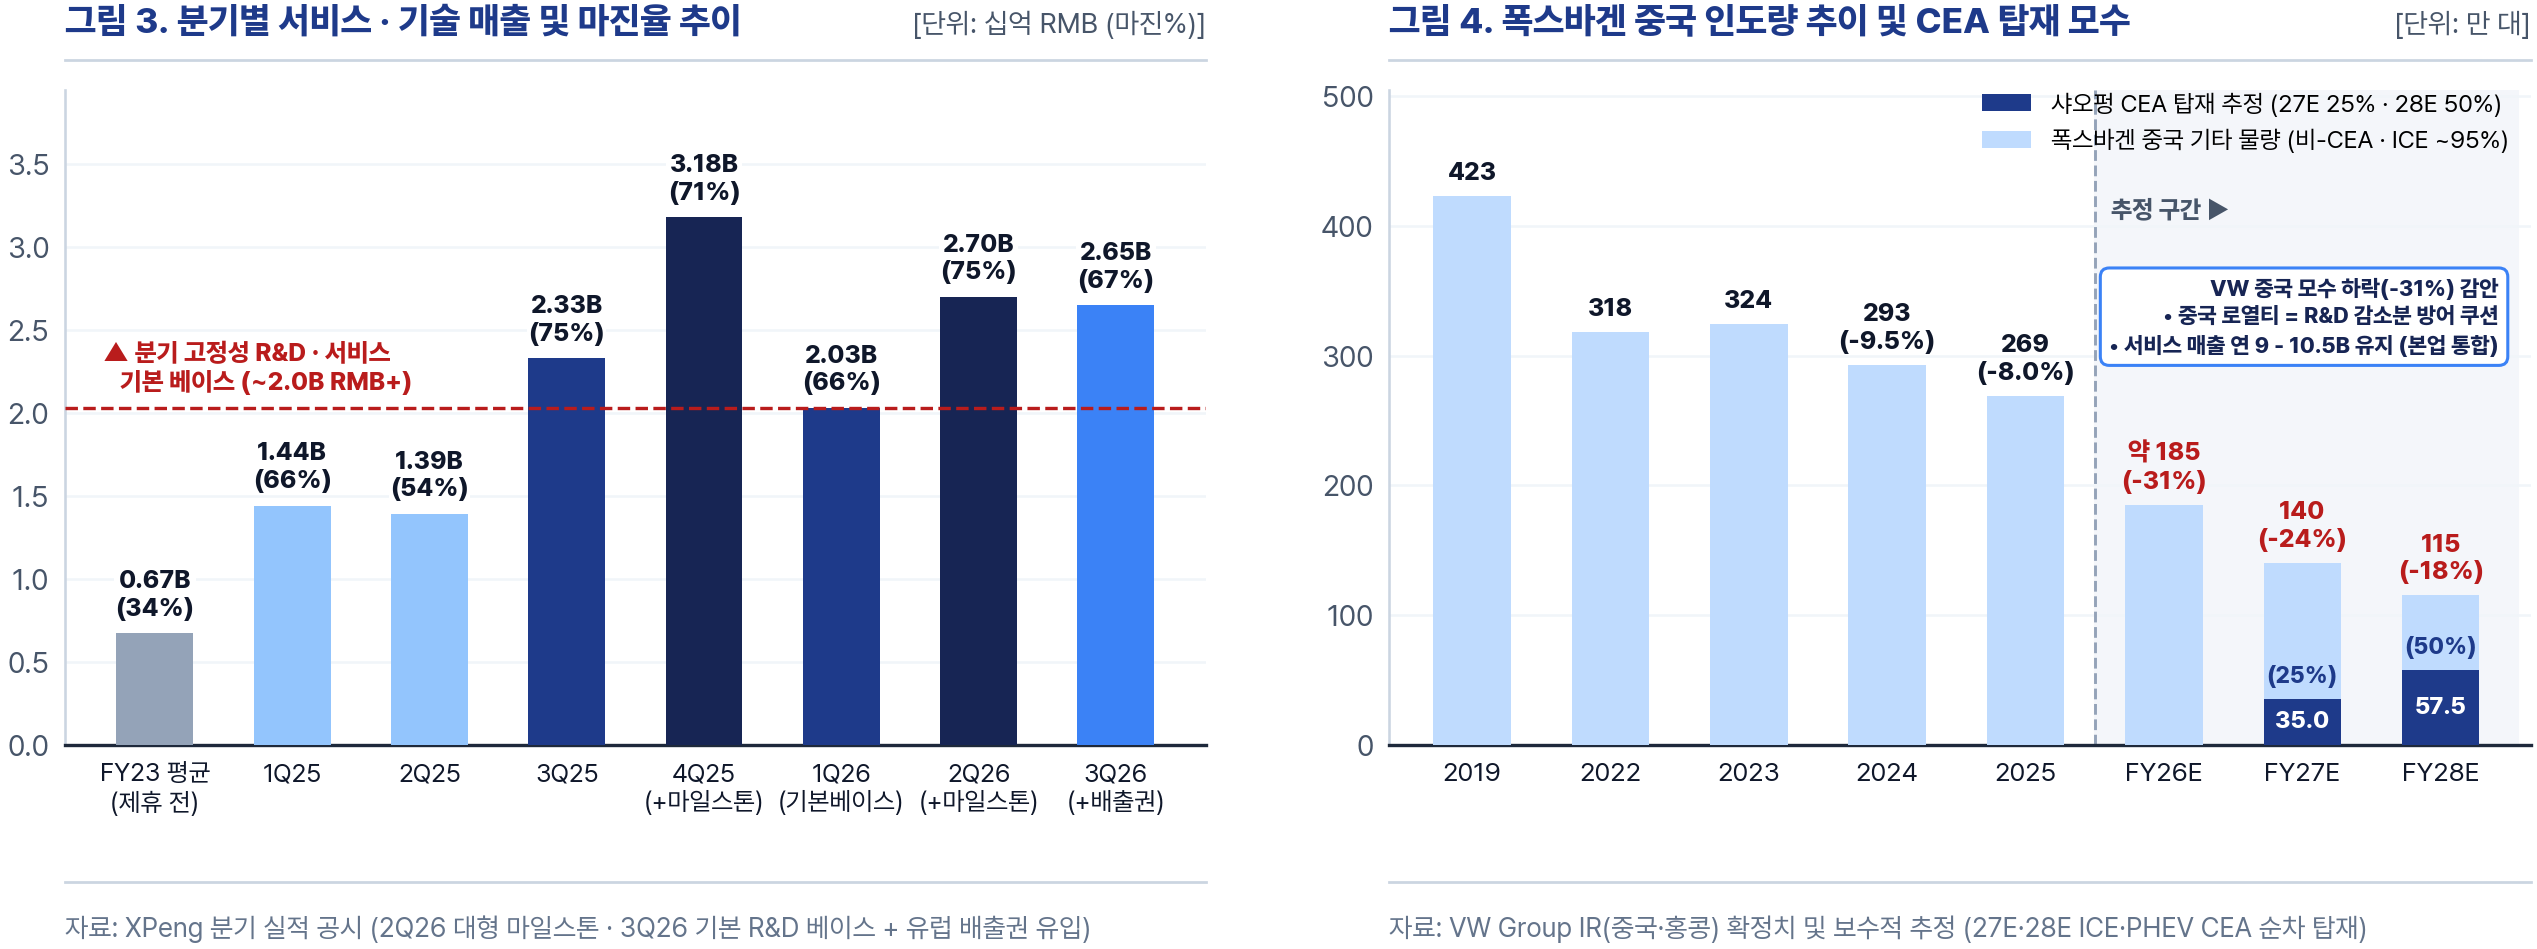 그림 3. 분기별 서비스 · 기술 매출 및 마진율 추이
[단위: 십억 RMB (마진%)]
3.5
3.0
2.5
2.0
1.5
1.0
0.5
0.0
▲ 분기 고정성 R&D · 서비스
기본 베이스 (~2.0B RMB+)
0.67B
(34%)
1.44B
(66%)
1.39B
(54%)
2.33B
(75%)
3.18B
(71%)
2.03B
(66%)
2.70B
(75%)
2.65B
(67%)
FY23 평균
(제휴 전)
1Q25
2Q25
3Q25
4Q25
(+마일스톤)
1Q26
(기본베이스)
2Q26
(+마일스톤)
3Q26
(+배출권)
자료: XPeng 분기 실적 공시 (2Q26 대형 마일스톤 · 3Q26 기본 R&D 베이스 + 유럽 배출권 유입)
그림 4. 폭스바겐 중국 인도량 추이 및 CEA 탑재 모수
[단위: 만 대]
500
400
300
200
100
0
샤오펑 CEA 탑재 추정 (27E 25% · 28E 50%)
폭스바겐 중국 기타 물량 (비-CEA · ICE ~95%)
추정 구간 ▶
VW 중국 모수 하락(-31%) 감안
• 중국 로열티 = R&D 감소분 방어 쿠션
• 서비스 매출 연 9 - 10.5B 유지 (본업 통합)
423
318
324
293
(-9.5%)
269
(-8.0%)
약 185
(-31%)
140
(-24%)
(25%)
35.0
115
(-18%)
(50%)
57.5
2019
2022
2023
2024
2025
FY26E
FY27E
FY28E
자료: VW Group IR(중국·홍콩) 확정치 및 보수적 추정 (27E·28E ICE·PHEV CEA 순차 탑재)